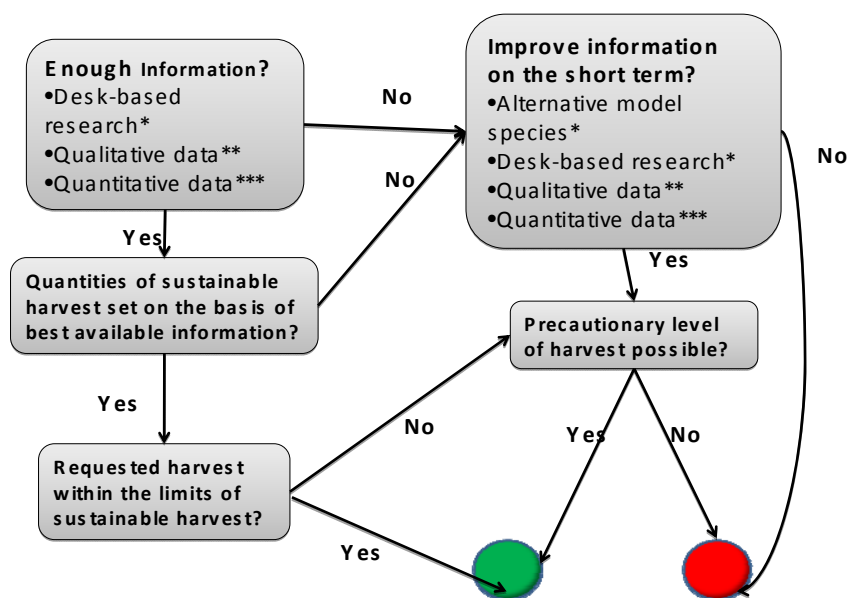 Enough Information?
•Desk-based
research*
•Qualitative data**
•Quantitative data***
No
Improve information
on the short term?
•Alternative model
species*
•Desk-based research*
•Qualitative data**
•Quantitative data***
No
No
Yes
Yes
Quantities of sustainable
harvest set on the basis of
best available information?
Precautionary level
of harvest possible?
Yes
No
Yes
No
Requested harvest
within the limits of
sustainable harvest?
Yes